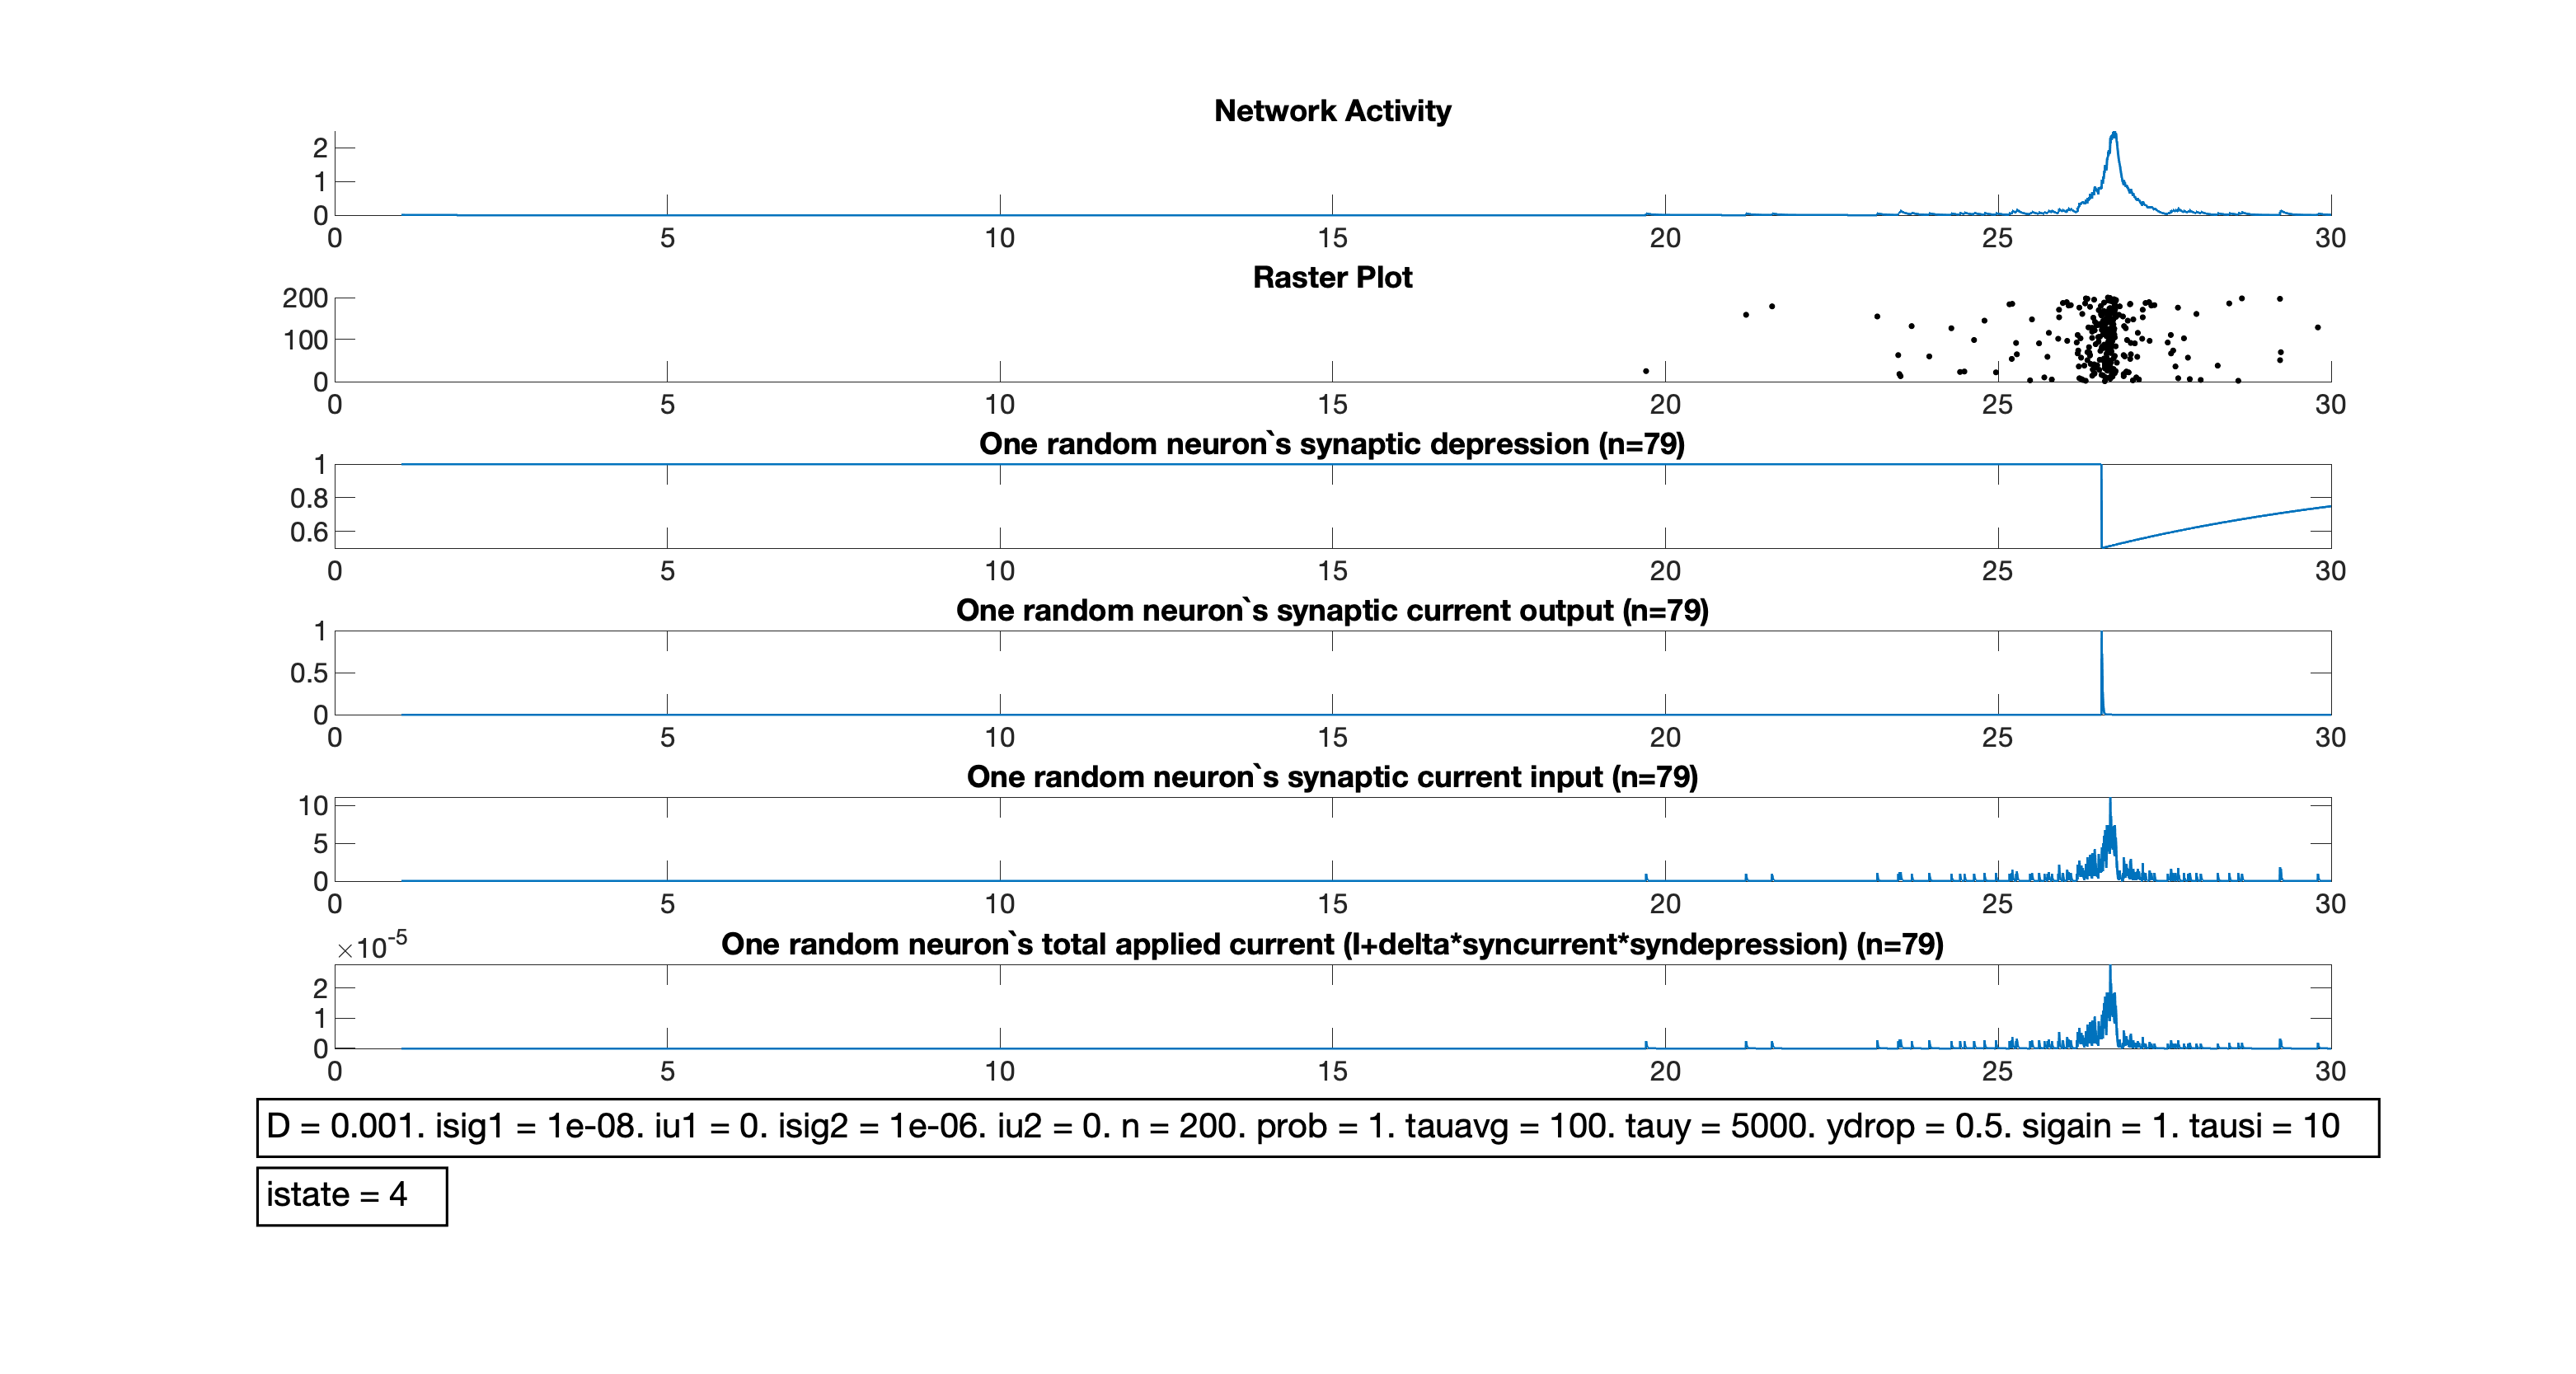 Network Activity
2
1
0
0 5 10 15 20 25 30
Raster Plot
200
100
0
0 5 10 15 20 25 30
One random neuron`s synaptic depression (n=79)
1
0.8
0.6
0 5 10 15 20 25 30
One random neuron`s synaptic current output (n=79)
1
0.5
0
0 5 10 15 20 25 30
One random neuron`s synaptic current input (n=79)
10
5
0
0 5 10 15 20 25 30
×10^-5
One random neuron`s total applied current (I+delta*syncurrent*syndepression) (n=79)
2
1
0
0 5 10 15 20 25 30
D = 0.001. isig1 = 1e-08. iu1 = 0. isig2 = 1e-06. iu2 = 0. n = 200. prob = 1. tauavg = 100. tauy = 5000. ydrop = 0.5. sigain = 1. tausi = 10
istate = 4